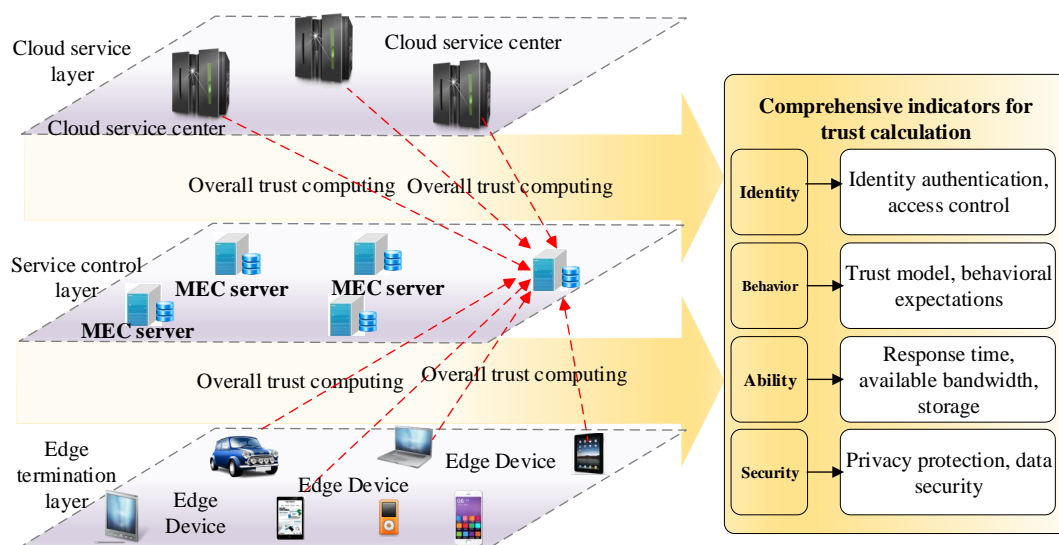 Cloud service
layer
Cloud service center
Cloud service center
Overall trust computing
Overall trust computing
Service control
layer
MEC server
MEC server
MEC server
Overall trust computing
Overall trust computing
Edge
termination
layer
Edge Device
Edge Device
Edge
Device
Comprehensive indicators for
trust calculation
Identity
Identity authentication,
access control
Behavior
Trust model, behavioral
expectations
Ability
Response time,
available bandwidth,
storage
Security
Privacy protection, data
security